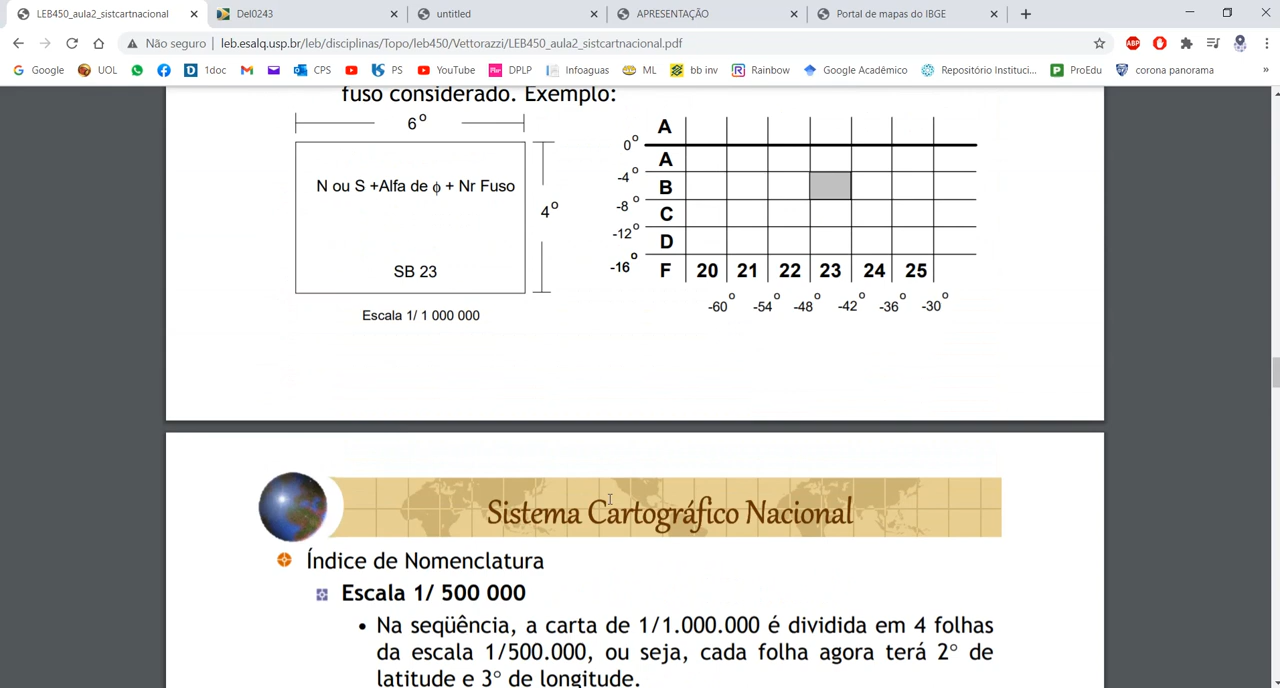 LEB450_aula2_sistcartnacional
Del0243
untitled
APRESENTAÇÃO
Portal de mapas do IBGE
Não seguro | leb.esalq.usp.br/leb/disciplinas/Topo/leb450/Vettorazzi/LEB450_aula2_sistcartnacional.pdf
Google UOL 1doc CPS PS YouTube DPLP Infoaguas ML bb inv Rainbow Google Acadêmico Repositório Instituci... ProEdu corona panorama »
fuso considerado. Exemplo:
6°
N ou S +Alfa de ϕ + Nr Fuso
4°
SB 23
Escala 1/ 1 000 000
A
0°
A
-4°
B
-8°
C
-12°
D
-16°
F 20 21 22 23 24 25
-60° -54° -48° -42° -36° -30°
Sistema Cartográfico Nacional
Índice de Nomenclatura
Escala 1/ 500 000
• Na seqüência, a carta de 1/1.000.000 é dividida em 4 folhas
da escala 1/500.000, ou seja, cada folha agora terá 2° de
latitude e 3° de longitude.